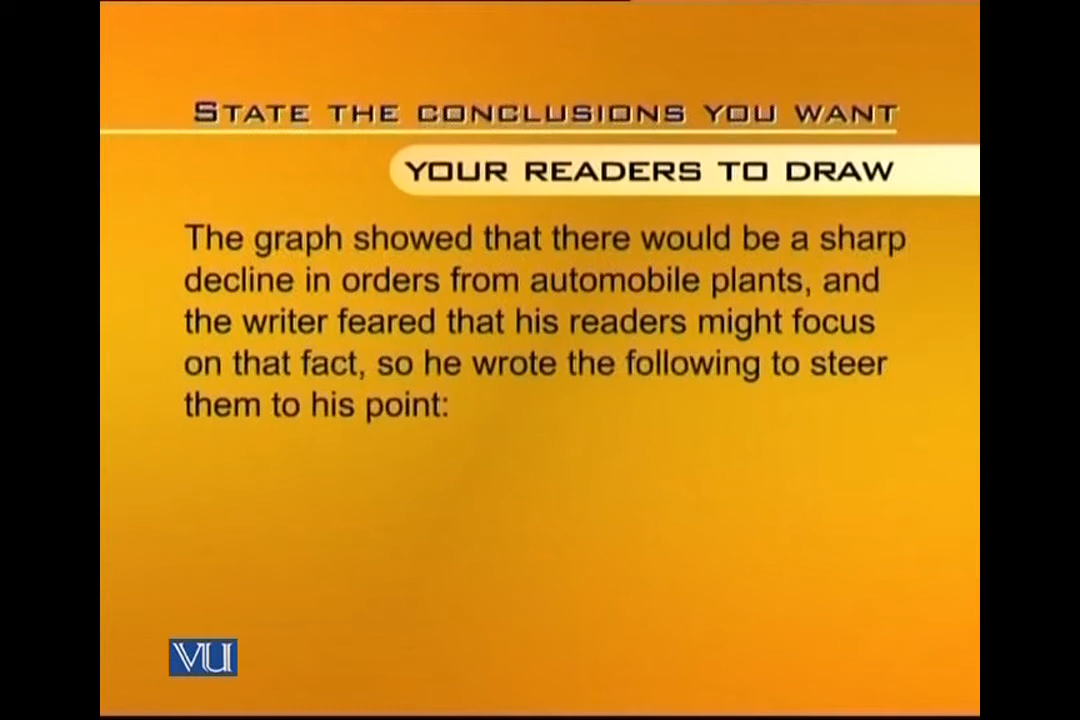 STATE THE CONCLUSIONS YOU WANT
YOUR READERS TO DRAW
The graph showed that there would be a sharp
decline in orders from automobile plants, and
the writer feared that his readers might focus
on that fact, so he wrote the following to steer
them to his point:
VU